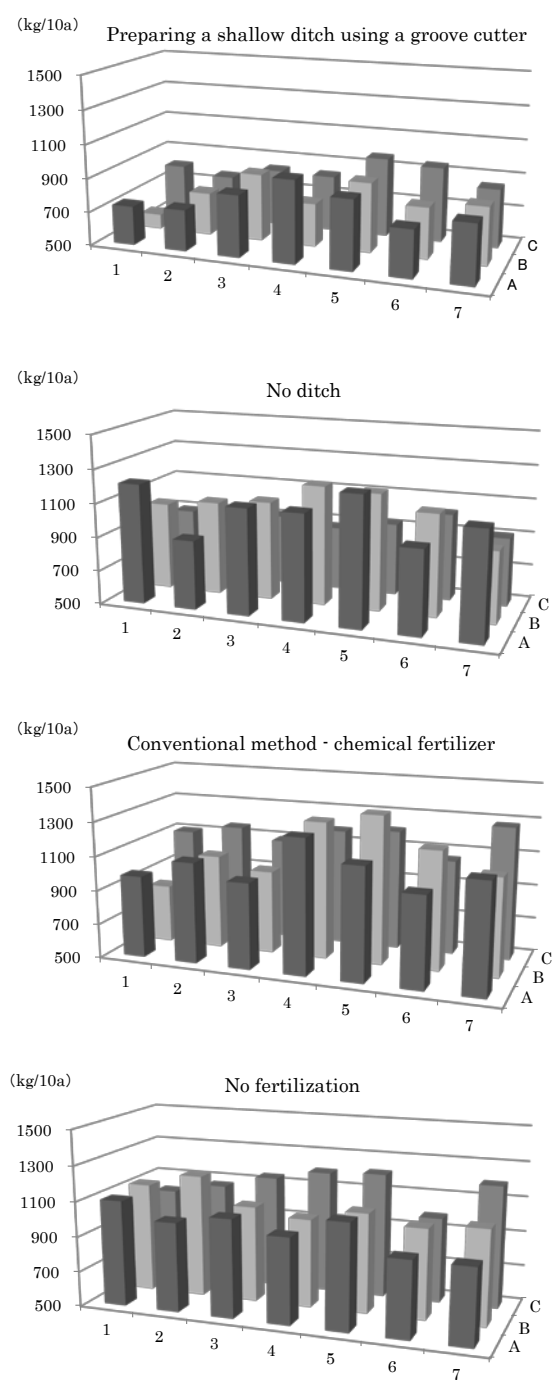 (kg/10a)
Preparing a shallow ditch using a groove cutter
1500
1300
1100
900
700
500
1 2 3 4 5 6 7
A B C
(kg/10a)
No ditch
1500
1300
1100
900
700
500
1 2 3 4 5 6 7
A B C
(kg/10a)
Conventional method - chemical fertilizer
1500
1300
1100
900
700
500
1 2 3 4 5 6 7
A B C
(kg/10a)
No fertilization
1500
1300
1100
900
700
500
1 2 3 4 5 6 7
A B C